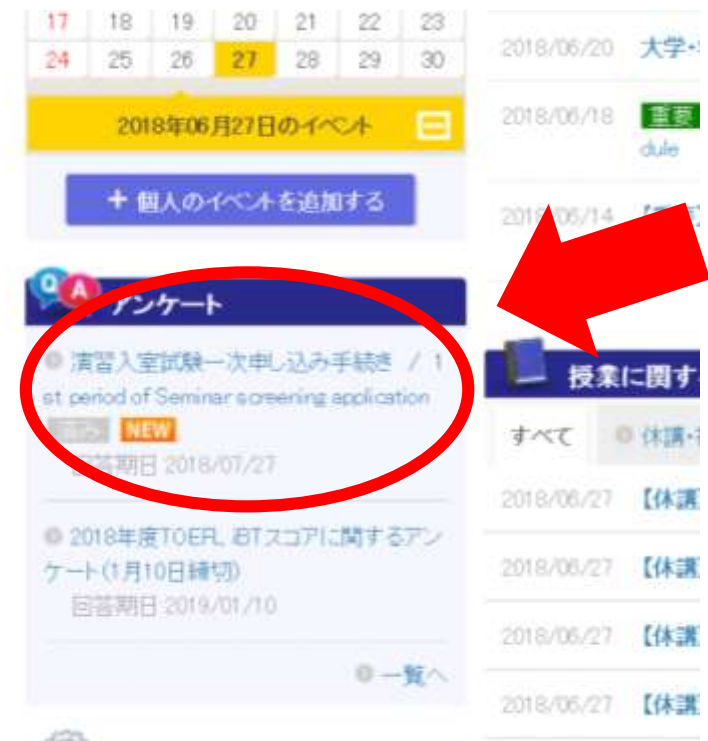 17 18 19 20 21 22 23
24 25 26 27 28 29 30
2018年06月27日のイベント
+ 個人のイベントを追加する
Q A アンケート
演習入室試験一次申し込み手続き / 1
st period of Seminar screening application
NEW
回答期日 2018/07/27
2018年度TOEFL iBTスコアに関するアン
ケート(1月10日締切)
回答期日 2019/01/10
一覧へ
2018/06/20 大学・
2018/06/18 重要
dule
2018/06/14
授業に関す
すべて 休講・
2018/06/27 【休講
2018/06/27 【休講
2018/06/27 【休講
2018/06/27 【休講